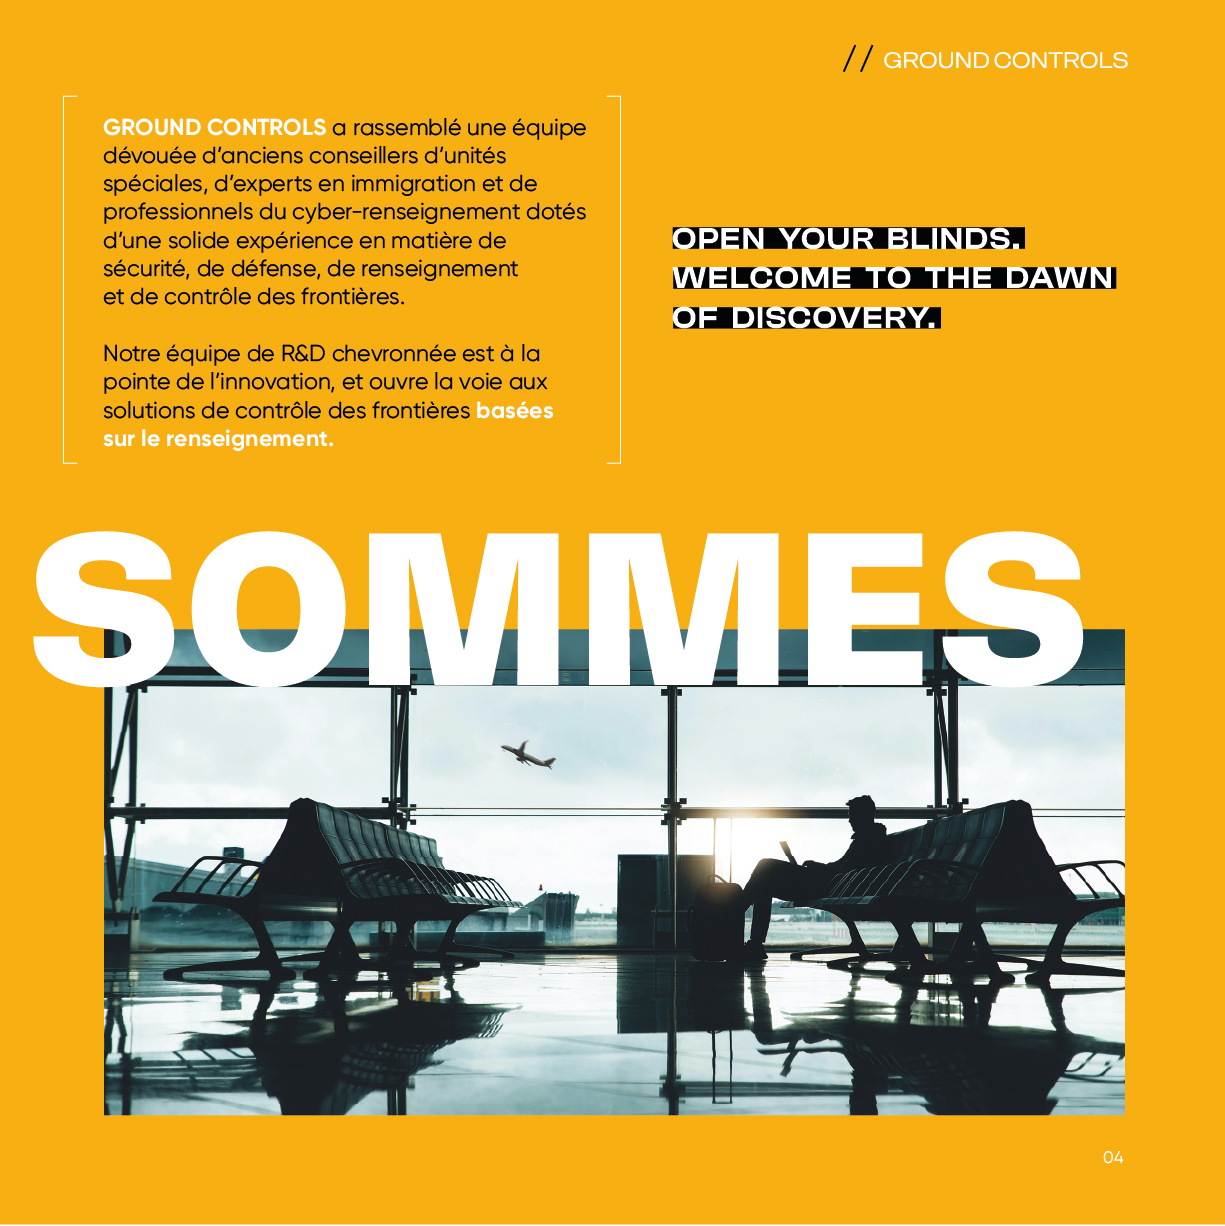 // GROUND CONTROLS
GROUND CONTROLS a rassemblé une équipe
dévouée d’anciens conseillers d’unités
spéciales, d’experts en immigration et de
professionnels du cyber-renseignement dotés
d’une solide expérience en matière de
sécurité, de défense, de renseignement
et de contrôle des frontières.
Notre équipe de R&D chevronnée est à la
pointe de l’innovation, et ouvre la voie aux
solutions de contrôle des frontières basées
sur le renseignement.
OPEN YOUR BLINDS.
WELCOME TO THE DAWN
OF DISCOVERY.
SOMMES
04